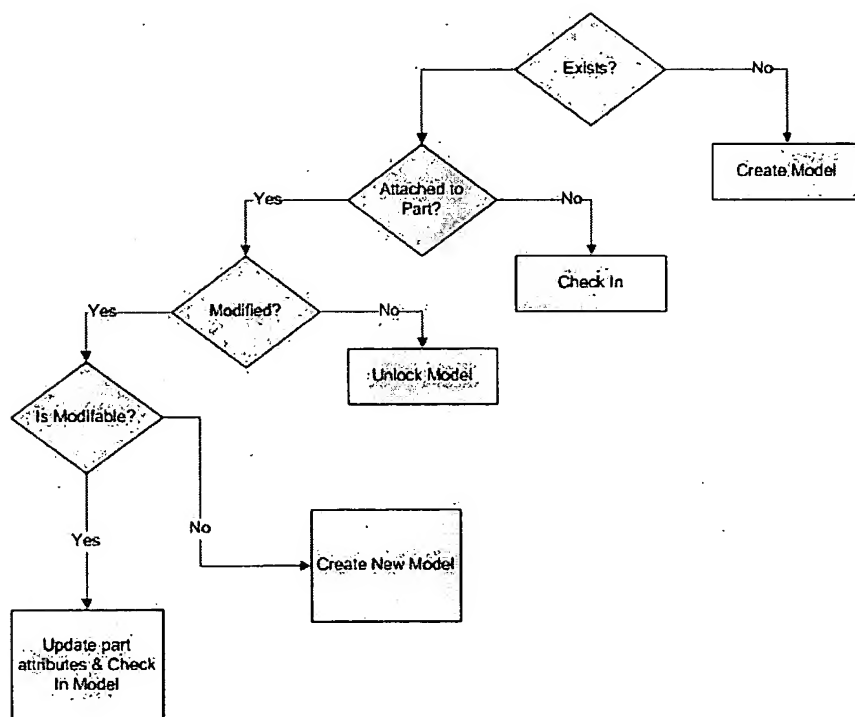 Exists?
No
Create Model
Attached to
Part?
Yes
No
Check In
Modified?
Yes
No
Unlock Model
Is Modifable?
Yes
No
Create New Model
Update part
attributes & Check
In Model